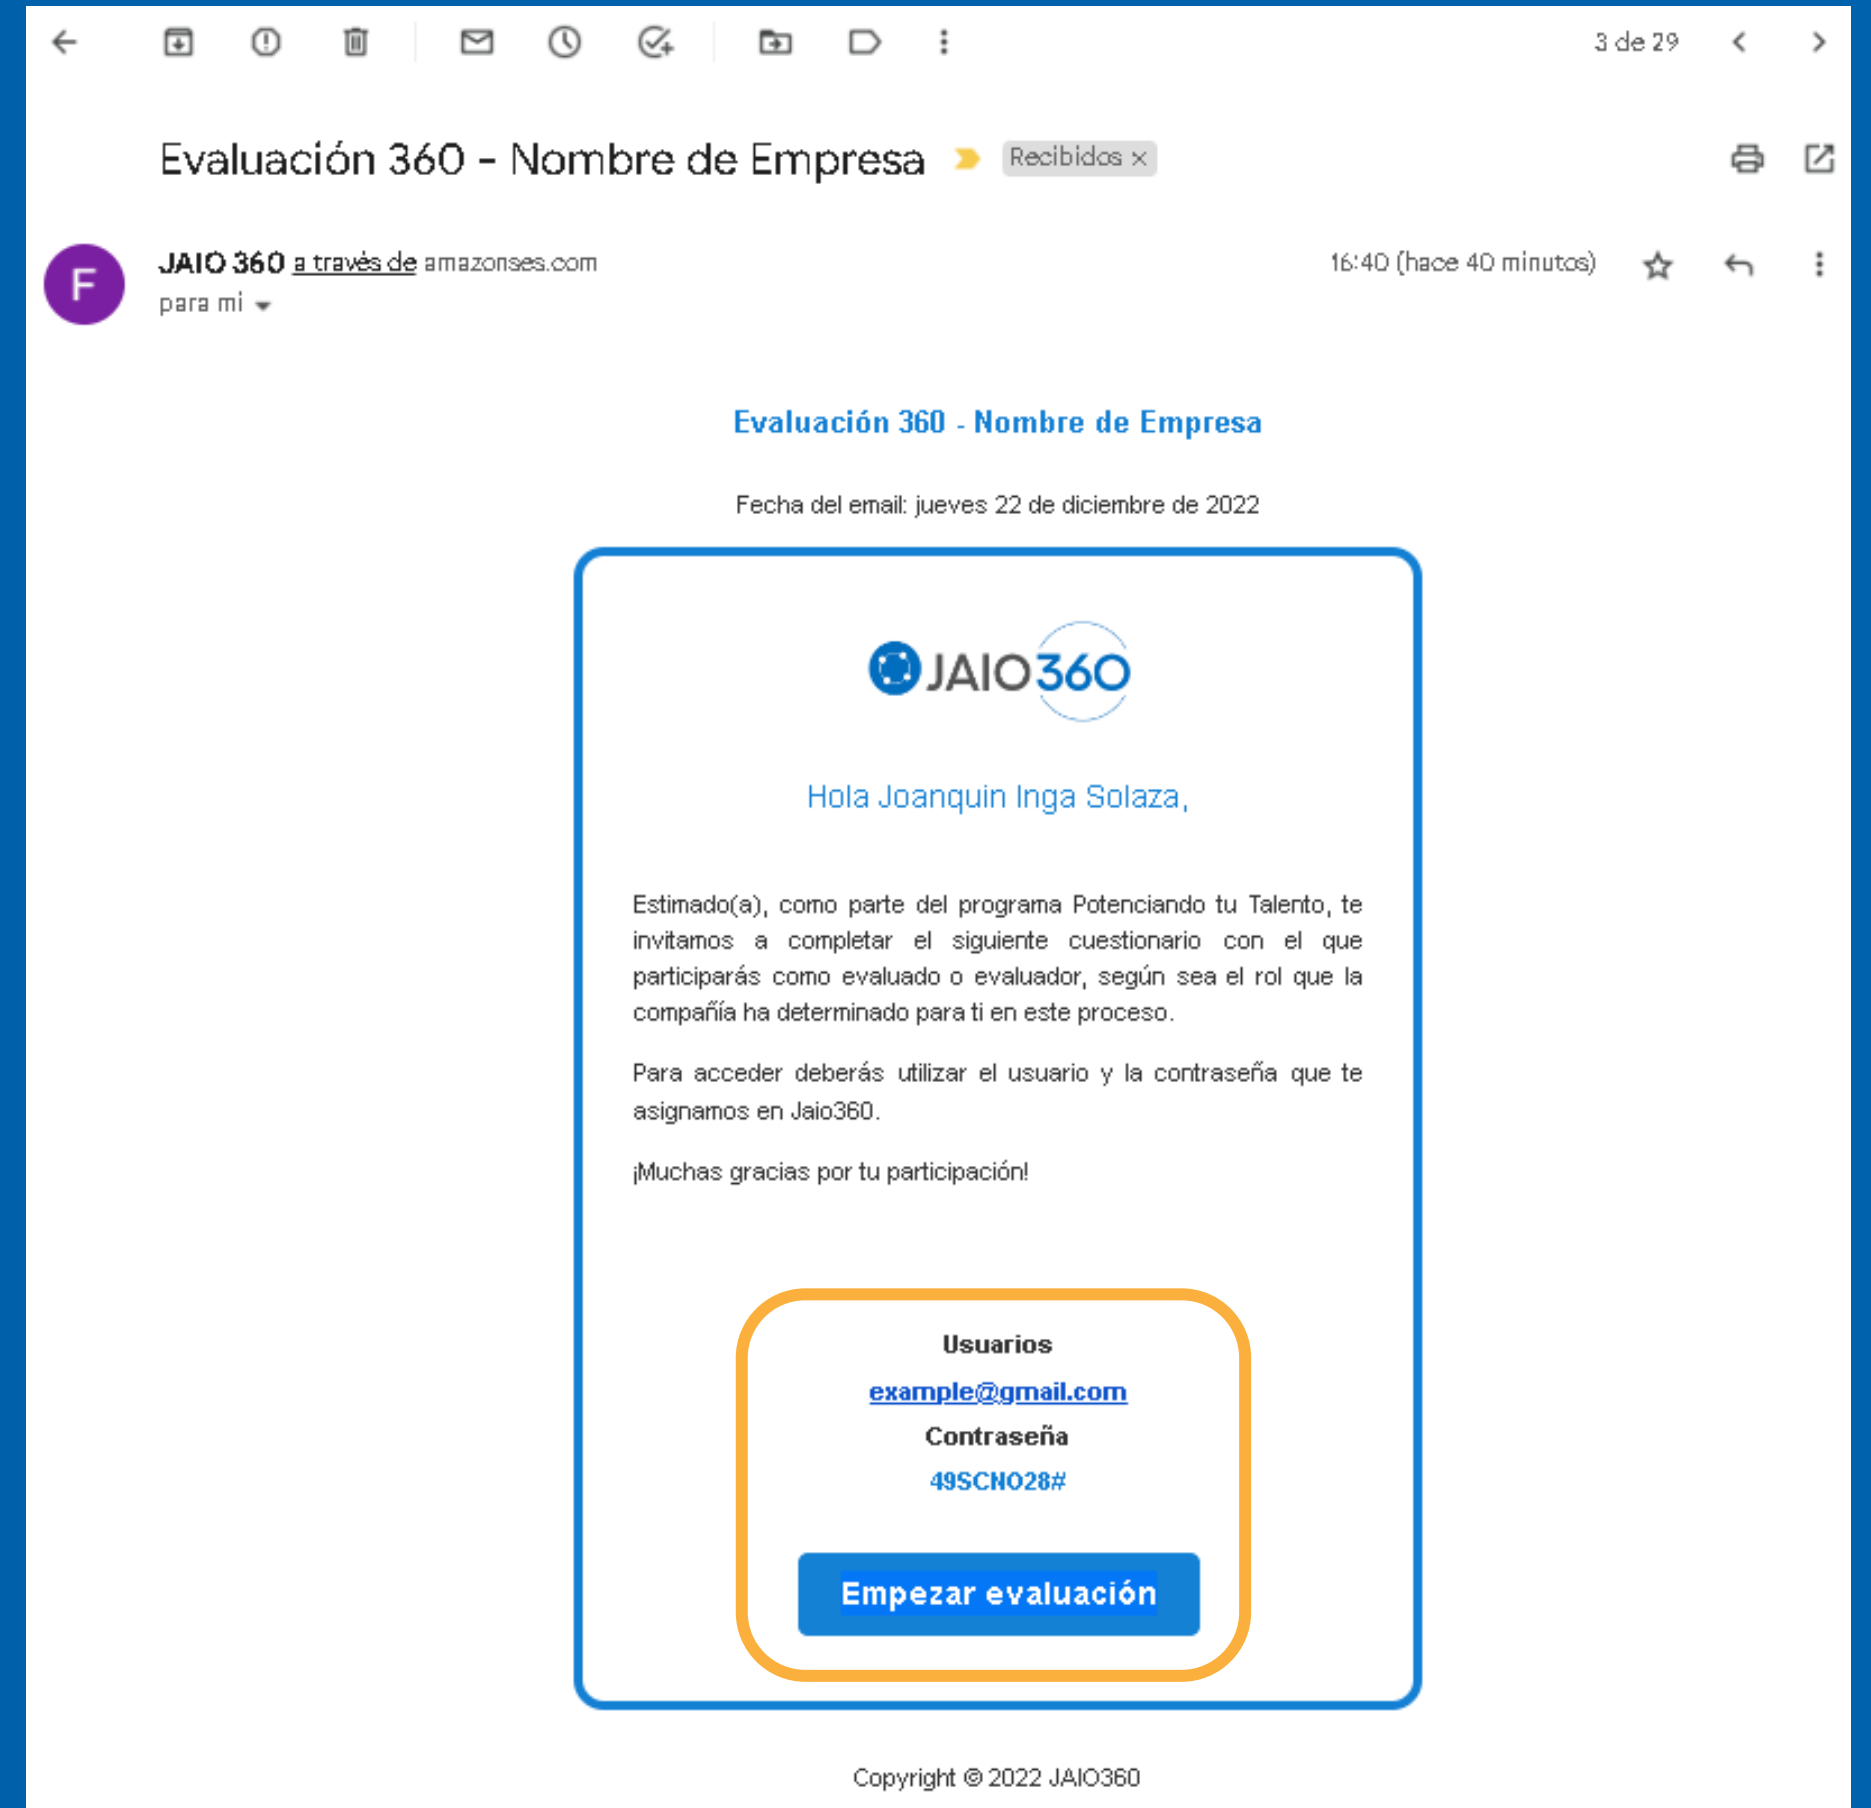 3 de 29
Evaluación 360 - Nombre de Empresa Recibidos ×
F
JAIO 360 a través de amazonses.com
16:40 (hace 40 minutos)
para mi
Evaluación 360 - Nombre de Empresa
Fecha del email: jueves 22 de diciembre de 2022
JAIO360
Hola Joanquin Inga Solaza,
Estimado(a), como parte del programa Potenciando tu Talento, te
invitamos a completar el siguiente cuestionario con el que
participarás como evaluado o evaluador, según sea el rol que la
compañía ha determinado para ti en este proceso.
Para acceder deberás utilizar el usuario y la contraseña que te
asignamos en Jaio360.
¡Muchas gracias por tu participación!
Usuarios
example@gmail.com
Contraseña
49SCNO28#
Empezar evaluación
Copyright © 2022 JAIO360